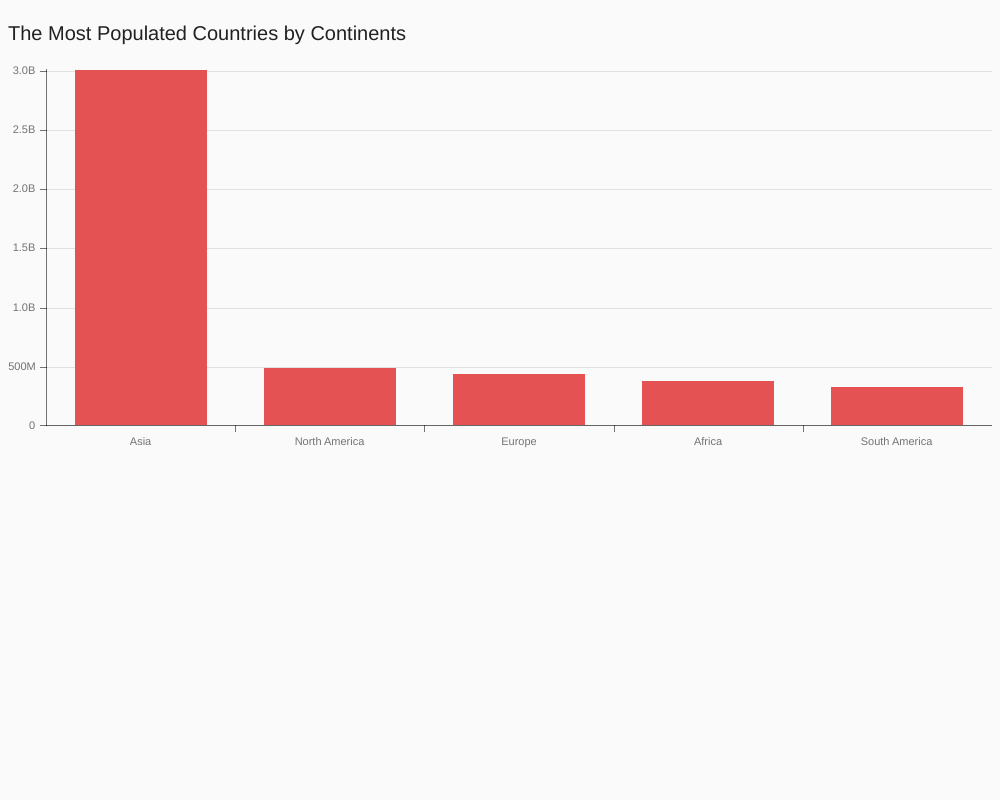 The Most Populated Countries by Continents
3.0B
2.5B
2.0B
1.5B
1.0B
500M
0
Asia North America Europe Africa South America